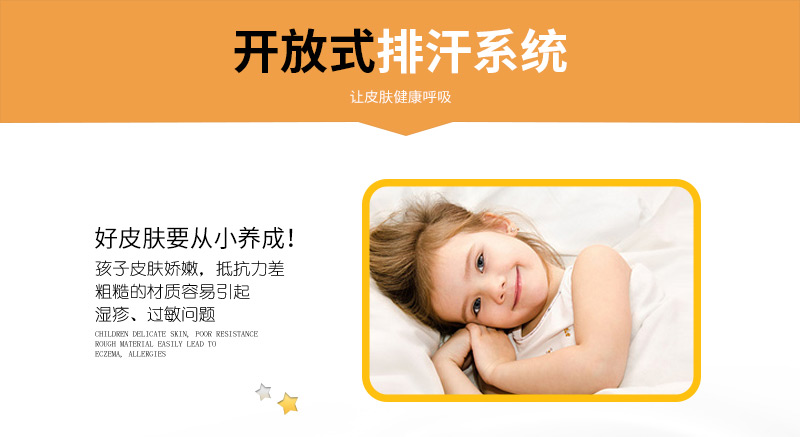 开放式排汗系统
让皮肤健康呼吸
好皮肤要从小养成！
孩子皮肤娇嫩，抵抗力差
粗糙的材质容易引起
湿疹、过敏问题
CHILDREN DELICATE SKIN, POOR RESISTANCE
ROUGH MATERIAL EASILY LEAD TO
ECZEMA, ALLERGIES